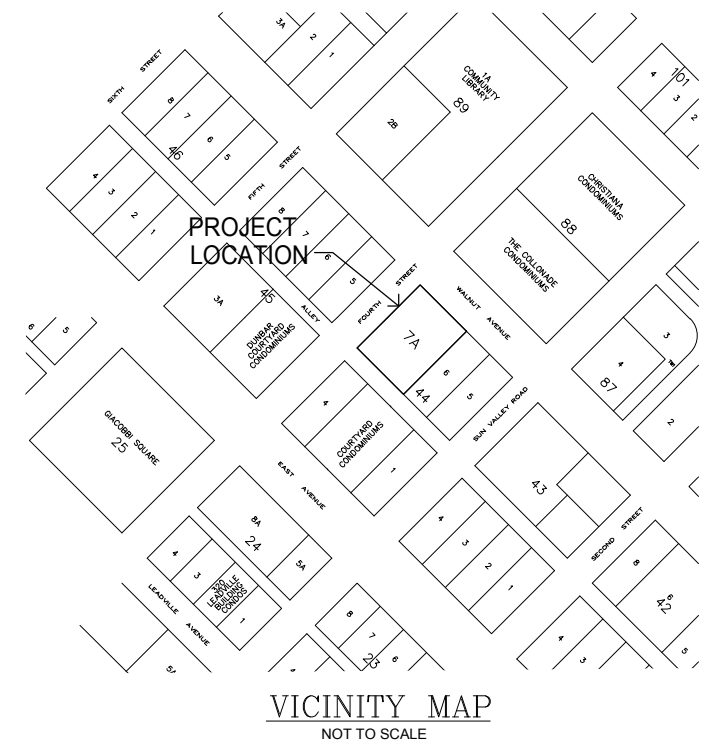 3A
2
1
SIXTH STREET
8
7
6
5
46
1A
COMMUNITY
LIBRARY
89
2B
4
101
3
2
4
3
2
1
FIFTH STREET
8
7
6
5
CHRISTIANA
CONDOMINIUMS
88
THE COLLONADE
CONDOMINIUMS
PROJECT
LOCATION
3A
45
DUNBAR
COURTYARD
CONDOMINIUMS
ALLEY
FOURTH STREET
WALNUT AVENUE
7A
6
5
44
3
4
87
2
6
5
GIACOBBI SQUARE
25
4
COURTYARD
CONDOMINIUMS
1
SUN VALLEY ROAD
43
EAST AVENUE
8A
24
5A
4
3
2
1
SECOND STREET
8
6
42
5
4
3
320
LEADVILLE
BUILDING
CONDOS
1
LEADVILLE AVENUE
8
7
6
23
4
3
5A
4
VICINITY MAP
NOT TO SCALE